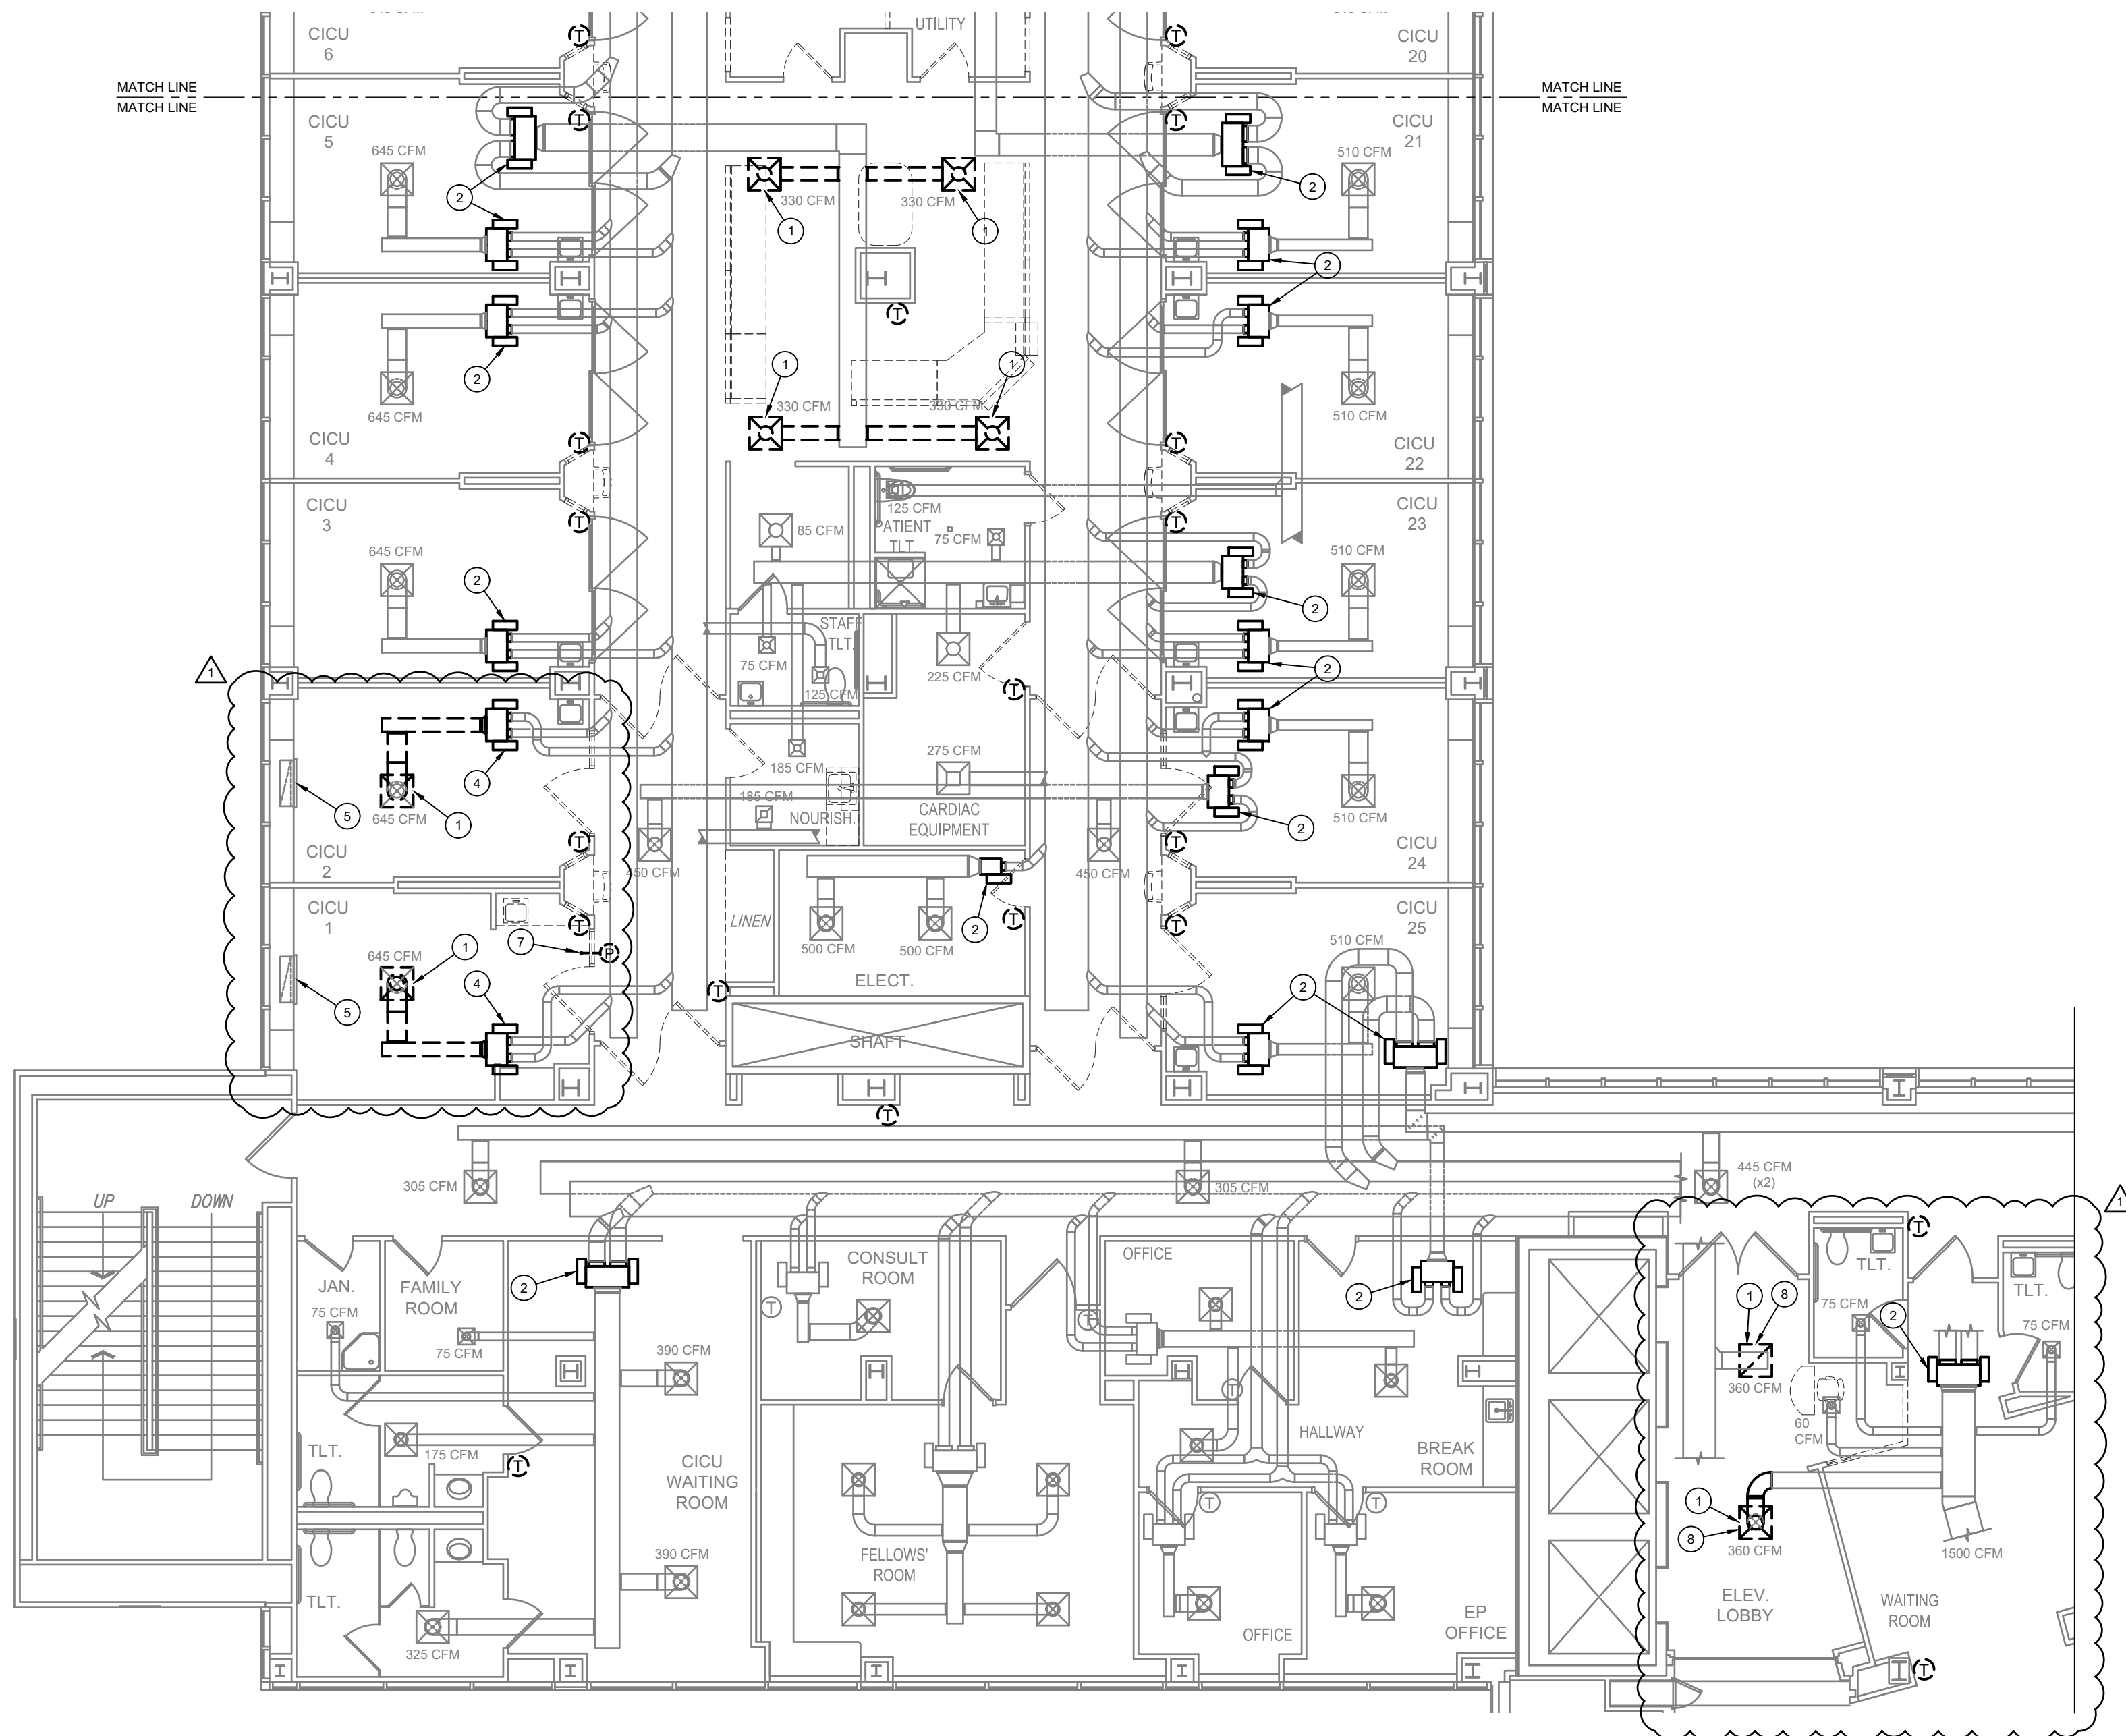 UTILITY
CICU
6
CICU
20
MATCH LINE
MATCH LINE
MATCH LINE
MATCH LINE
T
T
T
T
CICU
5
CICU
21
645 CFM
510 CFM
2
2
330 CFM
330 CFM
1
1
2
T
2
645 CFM
510 CFM
1
1
330 CFM
330 CFM
CICU
4
CICU
22
T
T
CICU
3
CICU
23
T
T
125 CFM
PATIENT
TLT.
85 CFM
75 CFM
645 CFM
510 CFM
2
2
STAFF
TLT.
75 CFM
225 CFM
125 CFM
2
T
1
4
5
645 CFM
1
185 CFM
275 CFM
185 CFM
NOURISH.
CARDIAC
EQUIPMENT
510 CFM
2
CICU
2
T
T
CICU
24
450 CFM
450 CFM
CICU
1
T
T
CICU
25
LINEN
500 CFM
500 CFM
2
T
7
P
645 CFM
1
510 CFM
4
5
ELECT.
T
2
SHAFT
T
305 CFM
305 CFM
445 CFM
(x2)
1
UP
DOWN
JAN.
FAMILY
ROOM
2
CONSULT
ROOM
OFFICE
2
T
TLT.
TLT.
75 CFM
75 CFM
T
T
1
8
75 CFM
2
75 CFM
390 CFM
360 CFM
T
60
CFM
175 CFM
TLT.
T
CICU
WAITING
ROOM
HALLWAY
BREAK
ROOM
T
T
1
8
360 CFM
1500 CFM
390 CFM
FELLOWS'
ROOM
TLT.
325 CFM
OFFICE
EP
OFFICE
ELEV.
LOBBY
WAITING
ROOM
T